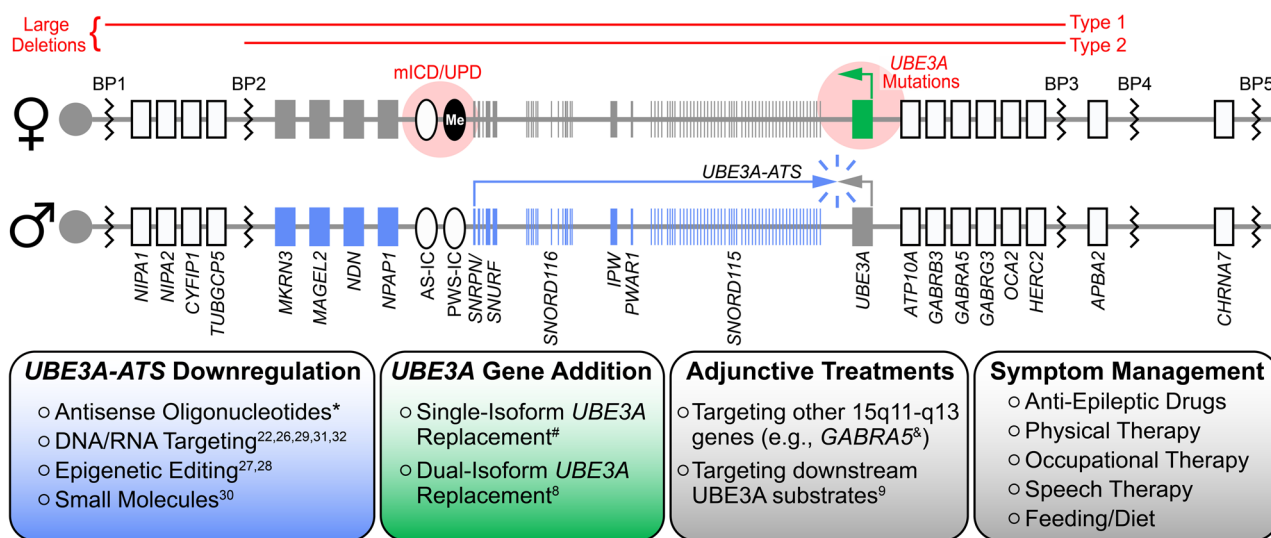 Large
Deletions
Type 1
Type 2
BP1
BP2
mICD/UPD
UBE3A
Mutations
BP3
BP4
BP5
♀
Me
UBE3A-ATS
♂
NIPA1
NIPA2
CYFIP1
TUBGCP5
MKRN3
MAGEL2
NDN
NPAP1
AS-IC
PWS-IC
SNRPN/
SNURF
SNORD116
IPW
PWAR1
SNORD115
UBE3A
ATP10A
GABRB3
GABRA5
GABRG3
OCA2
HERC2
APBA2
CHRNA7
UBE3A-ATS Downregulation
○ Antisense Oligonucleotides*
○ DNA/RNA Targeting22,26,29,31,32
○ Epigenetic Editing27,28
○ Small Molecules30
UBE3A Gene Addition
○ Single-Isoform UBE3A
Replacement#
○ Dual-Isoform UBE3A
Replacement8
Adjunctive Treatments
○ Targeting other 15q11-q13
genes (e.g., GABRA5&)
○ Targeting downstream
UBE3A substrates9
Symptom Management
○ Anti-Epileptic Drugs
○ Physical Therapy
○ Occupational Therapy
○ Speech Therapy
○ Feeding/Diet